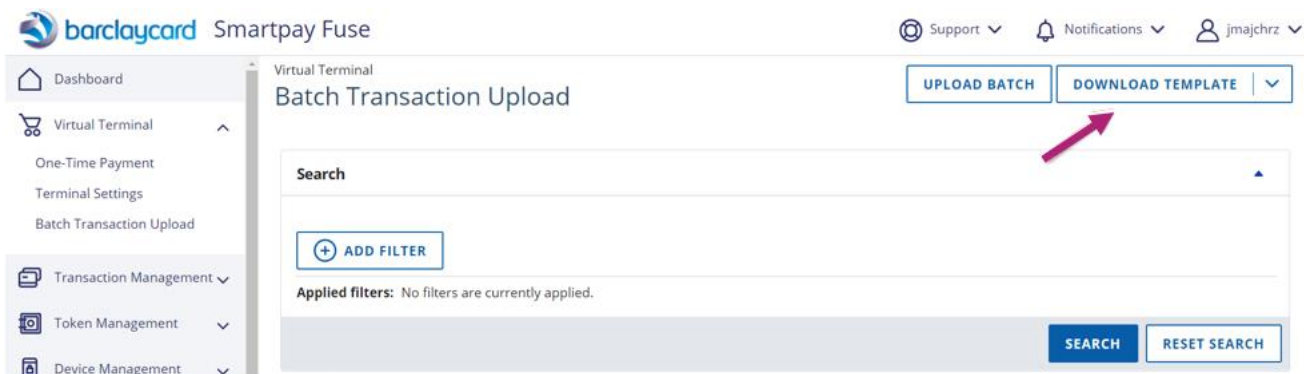 barclaycard Smartpay Fuse
Support
Notifications
jmajchrz
Dashboard
Virtual Terminal
One-Time Payment
Terminal Settings
Batch Transaction Upload
Transaction Management
Token Management
Device Management
Virtual Terminal
Batch Transaction Upload
UPLOAD BATCH
DOWNLOAD TEMPLATE
Search
ADD FILTER
Applied filters: No filters are currently applied.
SEARCH
RESET SEARCH